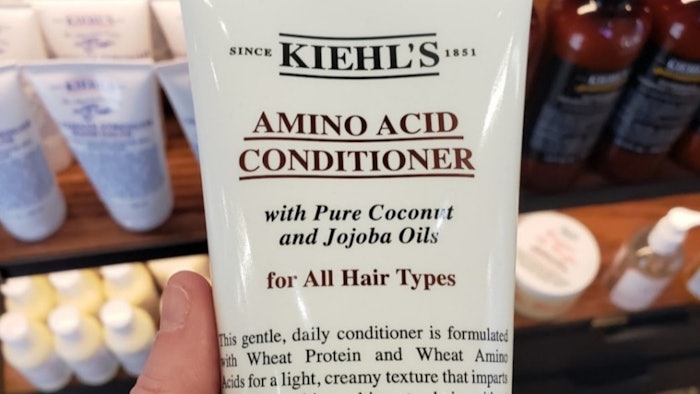 SINCE KIEHL'S 1851
AMINO ACID
CONDITIONER
with Pure Coconut
and Jojoba Oils
for All Hair Types
This gentle, daily conditioner is formulated
with Wheat Protein and Wheat Amino
Acids for a light, creamy texture that imparts